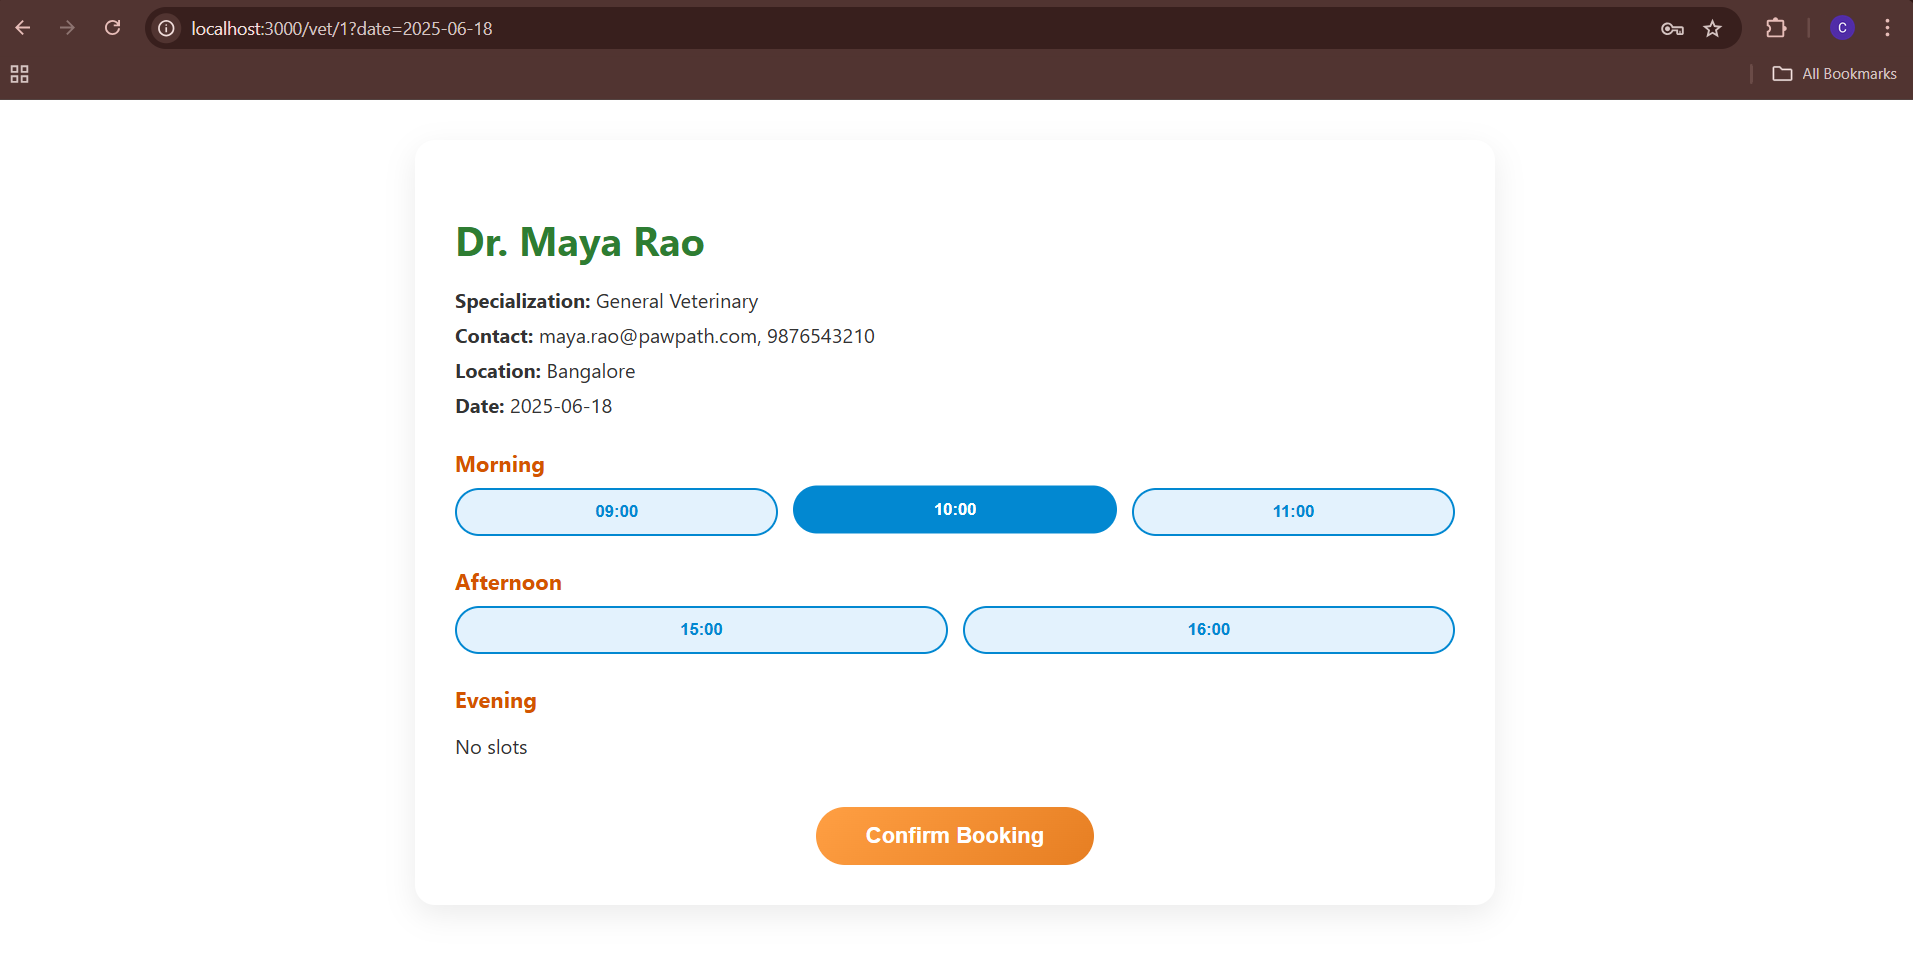 localhost:3000/vet/1?date=2025-06-18
C
All Bookmarks
Dr. Maya Rao
Specialization: General Veterinary
Contact: maya.rao@pawpath.com, 9876543210
Location: Bangalore
Date: 2025-06-18
Morning
09:00 10:00 11:00
Afternoon
15:00 16:00
Evening
No slots
Confirm Booking